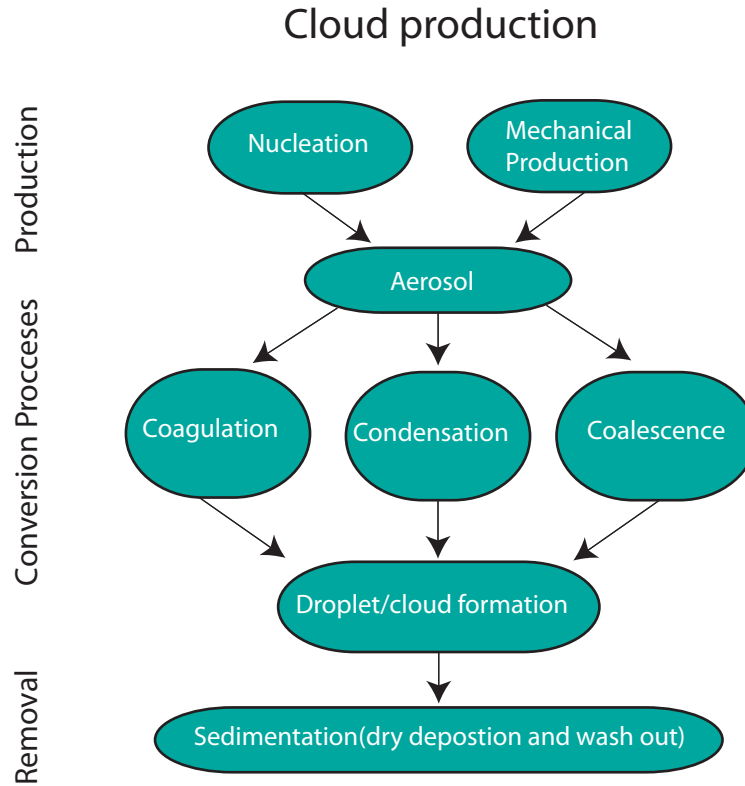 Cloud production
Production
Nucleation
Mechanical
Production
Aerosol
Conversion Procceses
Coagulation
Condensation
Coalescence
Droplet/cloud formation
Removal
Sedimentation(dry depostion and wash out)